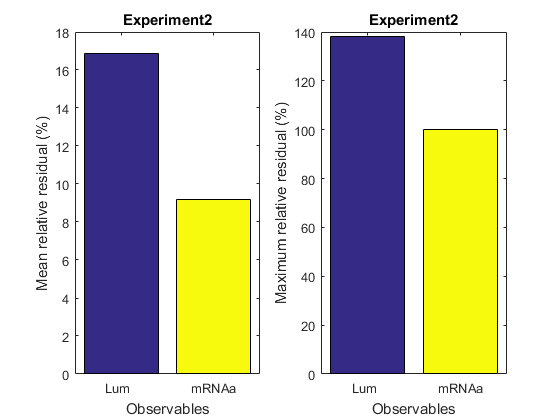 Experiment2
Mean relative residual (%)
18
16
14
12
10
8
6
4
2
0
Lum mRNAa
Observables
Experiment2
Maximum relative residual (%)
140
120
100
80
60
40
20
0
Lum mRNAa
Observables